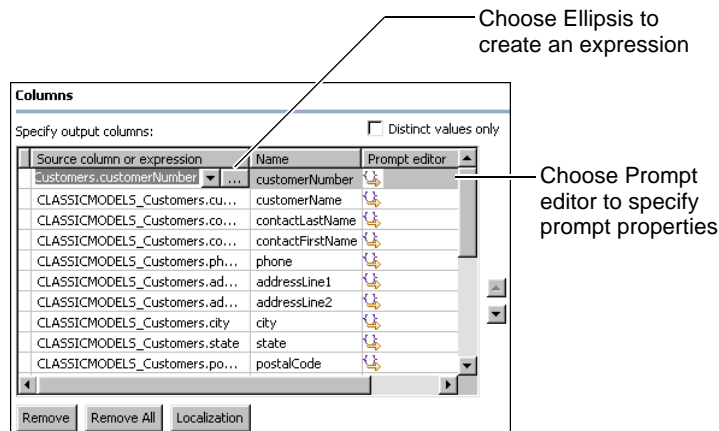 Choose Ellipsis to
create an expression
Columns
Specify output columns:
Distinct values only
Source column or expression Name Prompt editor
Customers.customerNumber ... customerNumber
CLASSICMODELS_Customers.cu... customerName
CLASSICMODELS_Customers.co... contactLastName
CLASSICMODELS_Customers.co... contactFirstName
CLASSICMODELS_Customers.ph... phone
CLASSICMODELS_Customers.ad... addressLine1
CLASSICMODELS_Customers.ad... addressLine2
CLASSICMODELS_Customers.city city
CLASSICMODELS_Customers.state state
CLASSICMODELS_Customers.po... postalCode
Choose Prompt
editor to specify
prompt properties
Remove Remove All Localization